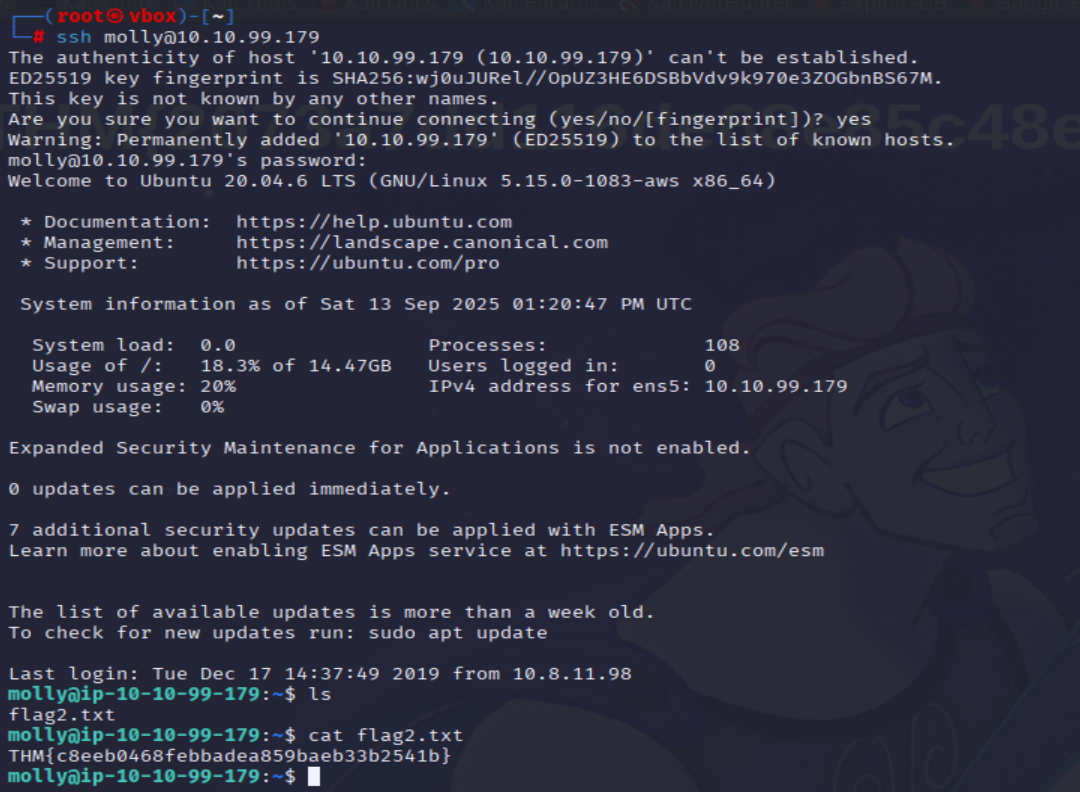 (root㉿vbox)-[~]
# ssh molly@10.10.99.179
The authenticity of host '10.10.99.179 (10.10.99.179)' can't be established.
ED25519 key fingerprint is SHA256:wj0uJURel//OpUZ3HE6DSBbVdv9k970e3ZOGbnBS67M.
This key is not known by any other names.
Are you sure you want to continue connecting (yes/no/[fingerprint])? yes
Warning: Permanently added '10.10.99.179' (ED25519) to the list of known hosts.
molly@10.10.99.179's password:
Welcome to Ubuntu 20.04.6 LTS (GNU/Linux 5.15.0-1083-aws x86_64)
* Documentation:  https://help.ubuntu.com
* Management:     https://landscape.canonical.com
* Support:        https://ubuntu.com/pro
System information as of Sat 13 Sep 2025 01:20:47 PM UTC
System load:  0.0                Processes:             108
Usage of /:   18.3% of 14.47GB   Users logged in:       0
Memory usage: 20%                IPv4 address for ens5: 10.10.99.179
Swap usage:   0%
Expanded Security Maintenance for Applications is not enabled.
0 updates can be applied immediately.
7 additional security updates can be applied with ESM Apps.
Learn more about enabling ESM Apps service at https://ubuntu.com/esm
The list of available updates is more than a week old.
To check for new updates run: sudo apt update
Last login: Tue Dec 17 14:37:49 2019 from 10.8.11.98
molly@ip-10-10-99-179:~$ ls
flag2.txt
molly@ip-10-10-99-179:~$ cat flag2.txt
THM{c8eeb0468febbadea859baeb33b2541b}
molly@ip-10-10-99-179:~$